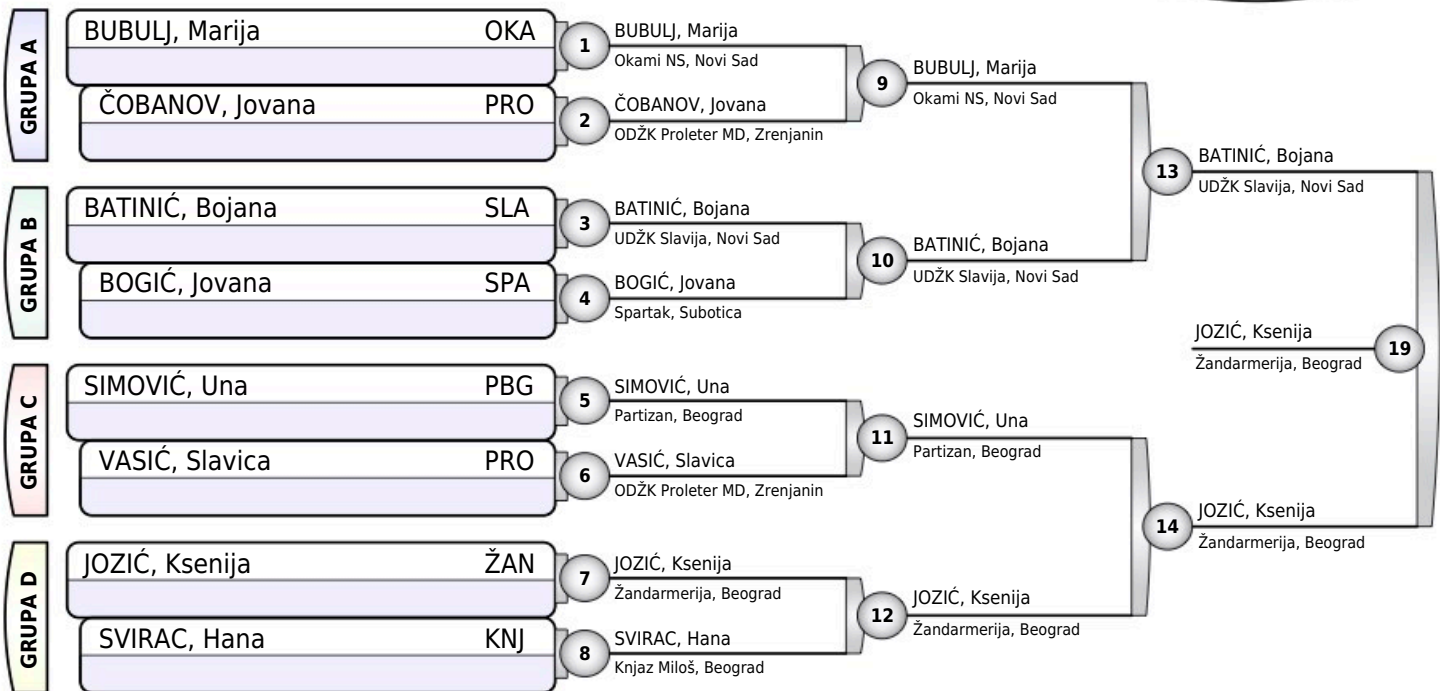 GRUPA A
BUBULJ, Marija OKA
ČOBANOV, Jovana PRO
GRUPA B
BATINIĆ, Bojana SLA
BOGIĆ, Jovana SPA
GRUPA C
SIMOVIĆ, Una PBG
VASIĆ, Slavica PRO
GRUPA D
JOZIĆ, Ksenija ŽAN
SVIRAC, Hana KNJ
1
BUBULJ, Marija
Okami NS, Novi Sad
2
ČOBANOV, Jovana
ODŽK Proleter MD, Zrenjanin
3
BATINIĆ, Bojana
UDŽK Slavija, Novi Sad
4
BOGIĆ, Jovana
Spartak, Subotica
5
SIMOVIĆ, Una
Partizan, Beograd
6
VASIĆ, Slavica
ODŽK Proleter MD, Zrenjanin
7
JOZIĆ, Ksenija
Žandarmerija, Beograd
8
SVIRAC, Hana
Knjaz Miloš, Beograd
9
BUBULJ, Marija
Okami NS, Novi Sad
10
BATINIĆ, Bojana
UDŽK Slavija, Novi Sad
11
SIMOVIĆ, Una
Partizan, Beograd
12
JOZIĆ, Ksenija
Žandarmerija, Beograd
13
BATINIĆ, Bojana
UDŽK Slavija, Novi Sad
14
JOZIĆ, Ksenija
Žandarmerija, Beograd
JOZIĆ, Ksenija
Žandarmerija, Beograd
19